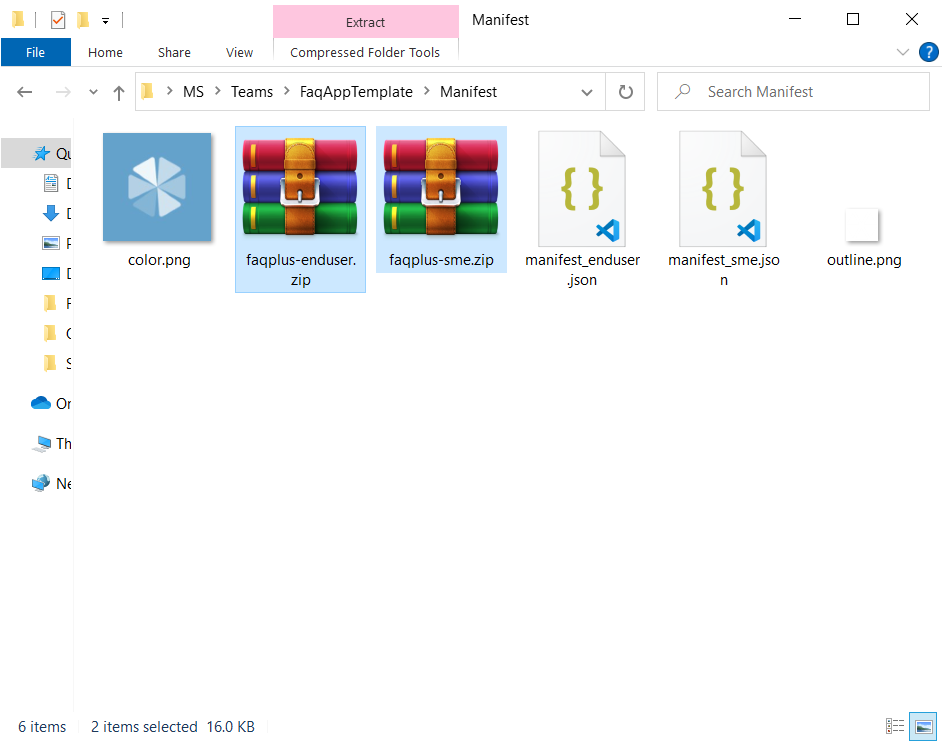 Extract
Manifest
File
Home
Share
View
Compressed Folder Tools
?
MS
Teams
FaqAppTemplate
Manifest
Search Manifest
color.png
faqplus-enduser.
zip
faqplus-sme.zip
manifest_enduser
.json
manifest_sme.jso
n
outline.png
Qu
D
D
P
D
F
C
S
On
Th
Ne
6 items
2 items selected
16.0 KB